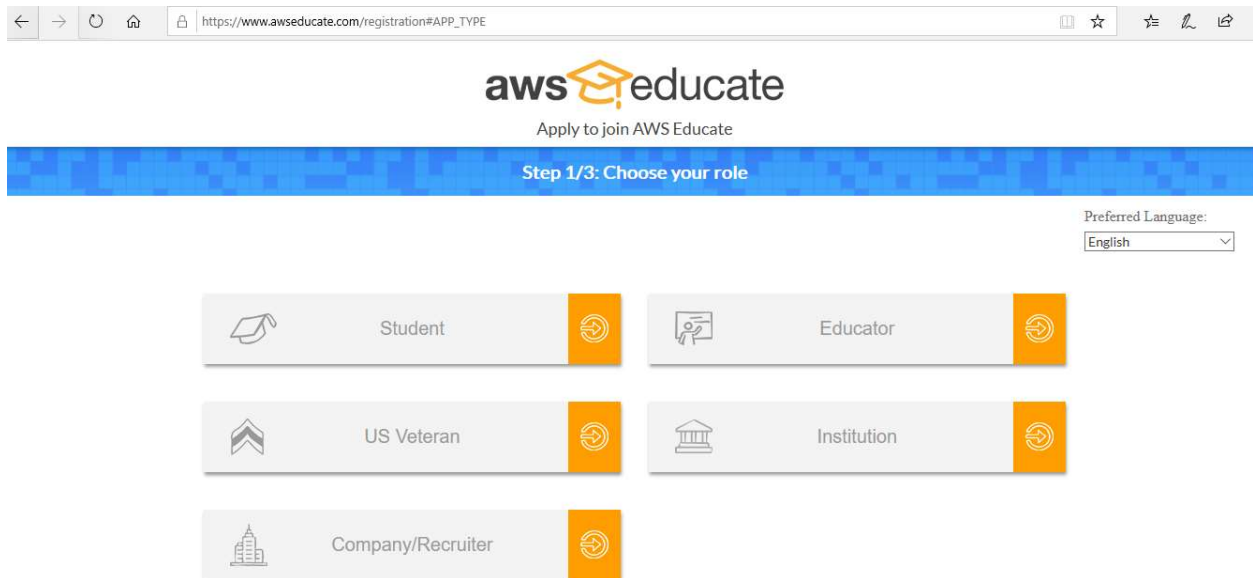 https://www.awseducate.com/registration#APP_TYPE
aws educate
Apply to join AWS Educate
Step 1/3: Choose your role
Preferred Language:
English
Student
Educator
US Veteran
Institution
Company/Recruiter